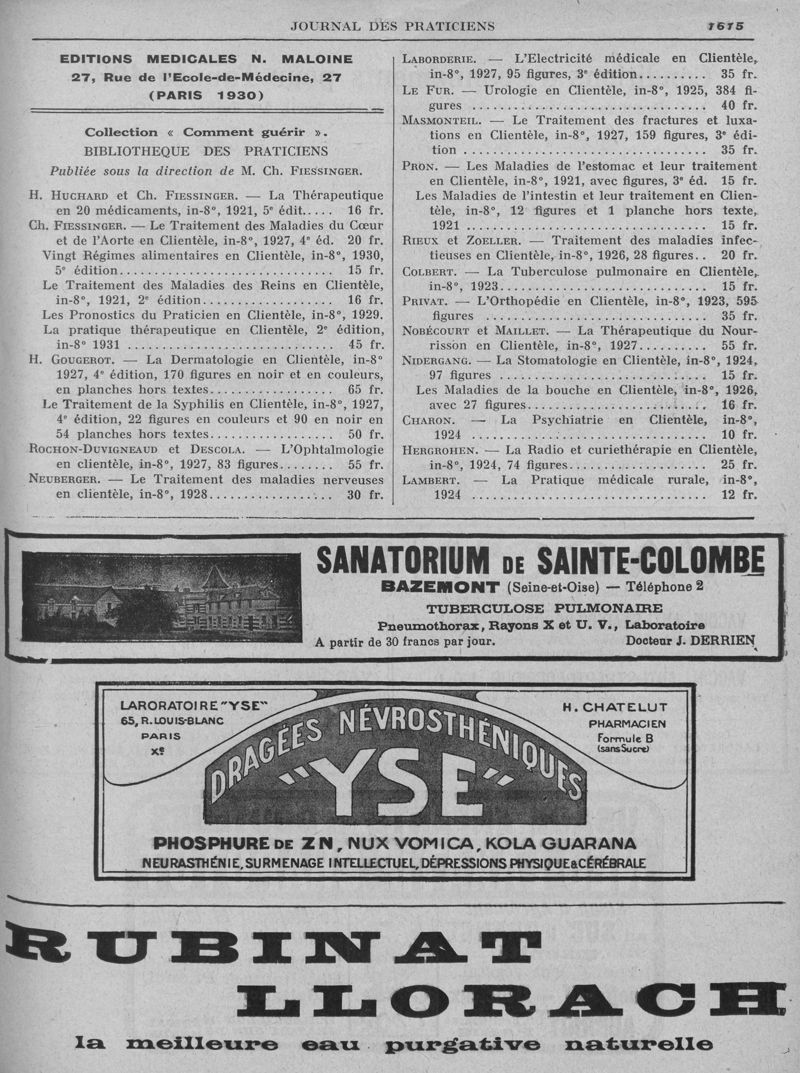 JOURNAL DES PRATICIENS 1615
EDITIONS MEDICALES N. MALOINE
27, Rue de l'Ecole-de-Médecine, 27
(PARIS 1930)
Collection « Comment guérir ».
BIBLIOTHEQUE DES PRATICIENS
Publiée sous la direction de M. Ch. FIESSINGER.
H. HUCHARD et Ch. FIESSINGER. — La Thérapeutique
en 20 médicaments, in-8°, 1921, 5e édit..... 16 fr.
Ch. FIESSINGER. — Le Traitement des Maladies du Cœur
et de l'Aorte en Clientèle, in-8°, 1927, 4e éd. 20 fr.
Vingt Régimes alimentaires en Clientèle, in-8°, 1930,
5e édition.............................. 15 fr.
Le Traitement des Maladies des Reins en Clientèle,
in-8°, 1921, 2e édition.................... 16 fr.
Les Pronostics du Praticien en Clientèle, in-8°, 1929.
La pratique thérapeutique en Clientèle, 2e édition,
in-8° 1931 ................................ 45 fr.
H. GOUGEROT. — La Dermatologie en Clientèle, in-8°
1927, 4e édition, 170 figures en noir et en couleurs,
en planches hors textes................... 65 fr.
Le Traitement de la Syphilis en Clientèle, in-8°, 1927,
4e édition, 22 figures en couleurs et 90 en noir en
54 planches hors textes................... 50 fr.
ROCHON-DUVIGNEAUD et DESCOLA. — L'Ophtalmologie
en clientèle, in-8°, 1927, 83 figures........ 55 fr.
NEUBERGER. — Le Traitement des maladies nerveuses
en clientèle, in-8°, 1928................... 30 fr.
LABORDERIE. — L'Electricité médicale en Clientèle,
in-8°, 1927, 95 figures, 3e édition.......... 35 fr.
LE FUR. — Urologie en Clientèle, in-8°, 1925, 384 fi-
gures .................................... 40 fr.
MASMONTEIL. — Le Traitement des fractures et luxa-
tions en Clientèle, in-8°, 1927, 159 figures, 3e édi-
tion ..................................... 35 fr.
PRON. — Les Maladies de l'estomac et leur traitement
en Clientèle, in-8°, 1921, avec figures, 3e éd. 15 fr.
Les Maladies de l'intestin et leur traitement en Clien-
tèle, in-8°, 12 figures et 1 planche hors texte,
1921 ..................................... 15 fr.
RIEUX et ZOELLER. — Traitement des maladies infec-
tieuses en Clientèle, in-8°, 1926, 28 figures.. 20 fr.
COLBERT. — La Tuberculose pulmonaire en Clientèle,
in-8°, 1923............................... 15 fr.
PRIVAT. — L'Orthopédie en Clientèle, in-8°, 1923, 595
figures .................................. 35 fr.
NOBÉCOURT et MAILLET. — La Thérapeutique du Nour-
risson en Clientèle, in-8°, 1927........... 55 fr.
NIDERGANG. — La Stomatologie en Clientèle, in-8°, 1924,
97 figures ............................... 15 fr.
Les Maladies de la bouche en Clientèle, in-8°, 1926,
avec 27 figures........................... 16 fr.
CHARON. — La Psychiatrie en Clientèle, in-8°,
1924 ..................................... 10 fr.
HERGROHEN. — La Radio et curiethérapie en Clientèle,
in-8°, 1924, 74 figures.................... 25 fr.
LAMBERT. — La Pratique médicale rurale, in-8°,
1924 ..................................... 12 fr.
SANATORIUM DE SAINTE-COLOMBE
BAZEMONT (Seine-et-Oise) — Téléphone 2
TUBERCULOSE PULMONAIRE
Pneumothorax, Rayons X et U. V., Laboratoire
A partir de 30 francs par jour. Docteur J. DERRIEN
LARORATOIRE "YSE"
65, R. LOUIS-BLANC
PARIS
Xe
H. CHATELUT
PHARMACIEN
Formule B
(sans Sucre)
DRAGÉES NÉVROSTHÉNIQUES
"YSE"
PHOSPHURE DE ZN, NUX VOMICA, KOLA GUARANA
NEURASTHÉNIE, SURMENAGE INTELLECTUEL, DÉPRESSIONS PHYSIQUE & CÉRÉBRALE
RUBINAT
LLORACH
la meilleure eau purgative naturelle